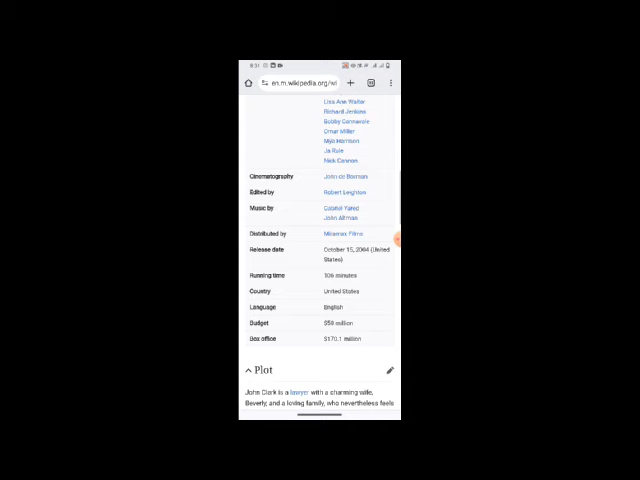 8:31
en.m.wikipedia.org/wi
Lisa Ann Walter
Richard Jenkins
Bobby Cannavale
Omar Miller
Mya Harrison
Ja Rule
Nick Cannon
Cinematography John de Borman
Edited by Robert Leighton
Music by Gabriel Yared
John Altman
Distributed by Miramax Films
Release date October 15, 2004 (United
States)
Running time 106 minutes
Country United States
Language English
Budget $50 million
Box office $170.1 million
Plot
John Clark is a lawyer with a charming wife,
Beverly, and a loving family, who nevertheless feels